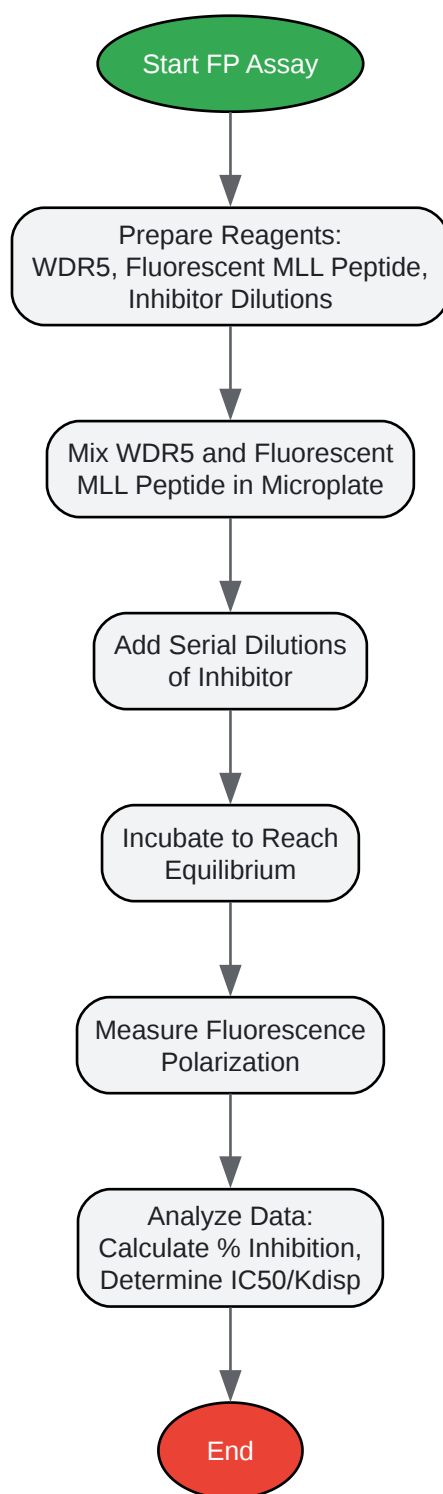 Start FP Assay
Prepare Reagents:
WDR5, Fluorescent MLL Peptide,
Inhibitor Dilutions
Mix WDR5 and Fluorescent
MLL Peptide in Microplate
Add Serial Dilutions
of Inhibitor
Incubate to Reach
Equilibrium
Measure Fluorescence
Polarization
Analyze Data:
Calculate % Inhibition,
Determine IC50/Kdisp
End